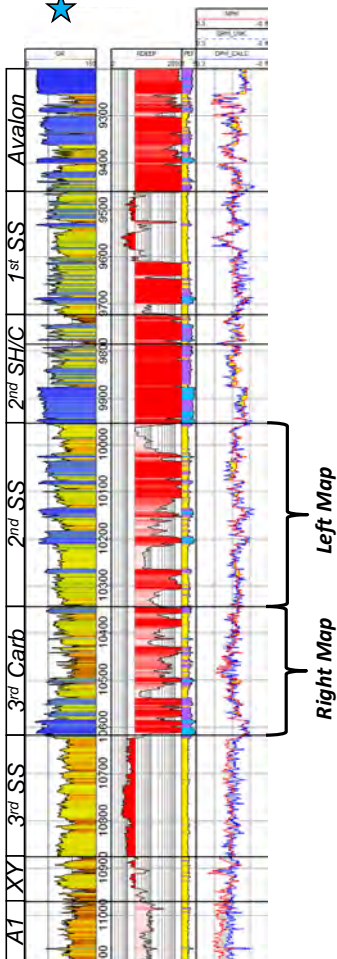 GR
RDEEP
PEF
NPHI
DPHI_CALC
Avalon
1st SS
2nd SH/C
2nd SS
3rd Carb
3rd SS
XY
A1
9300
9400
9500
9600
9700
9800
9900
10000
10100
10200
10300
10400
10500
10600
10700
10800
10900
11000
Left Map
Right Map